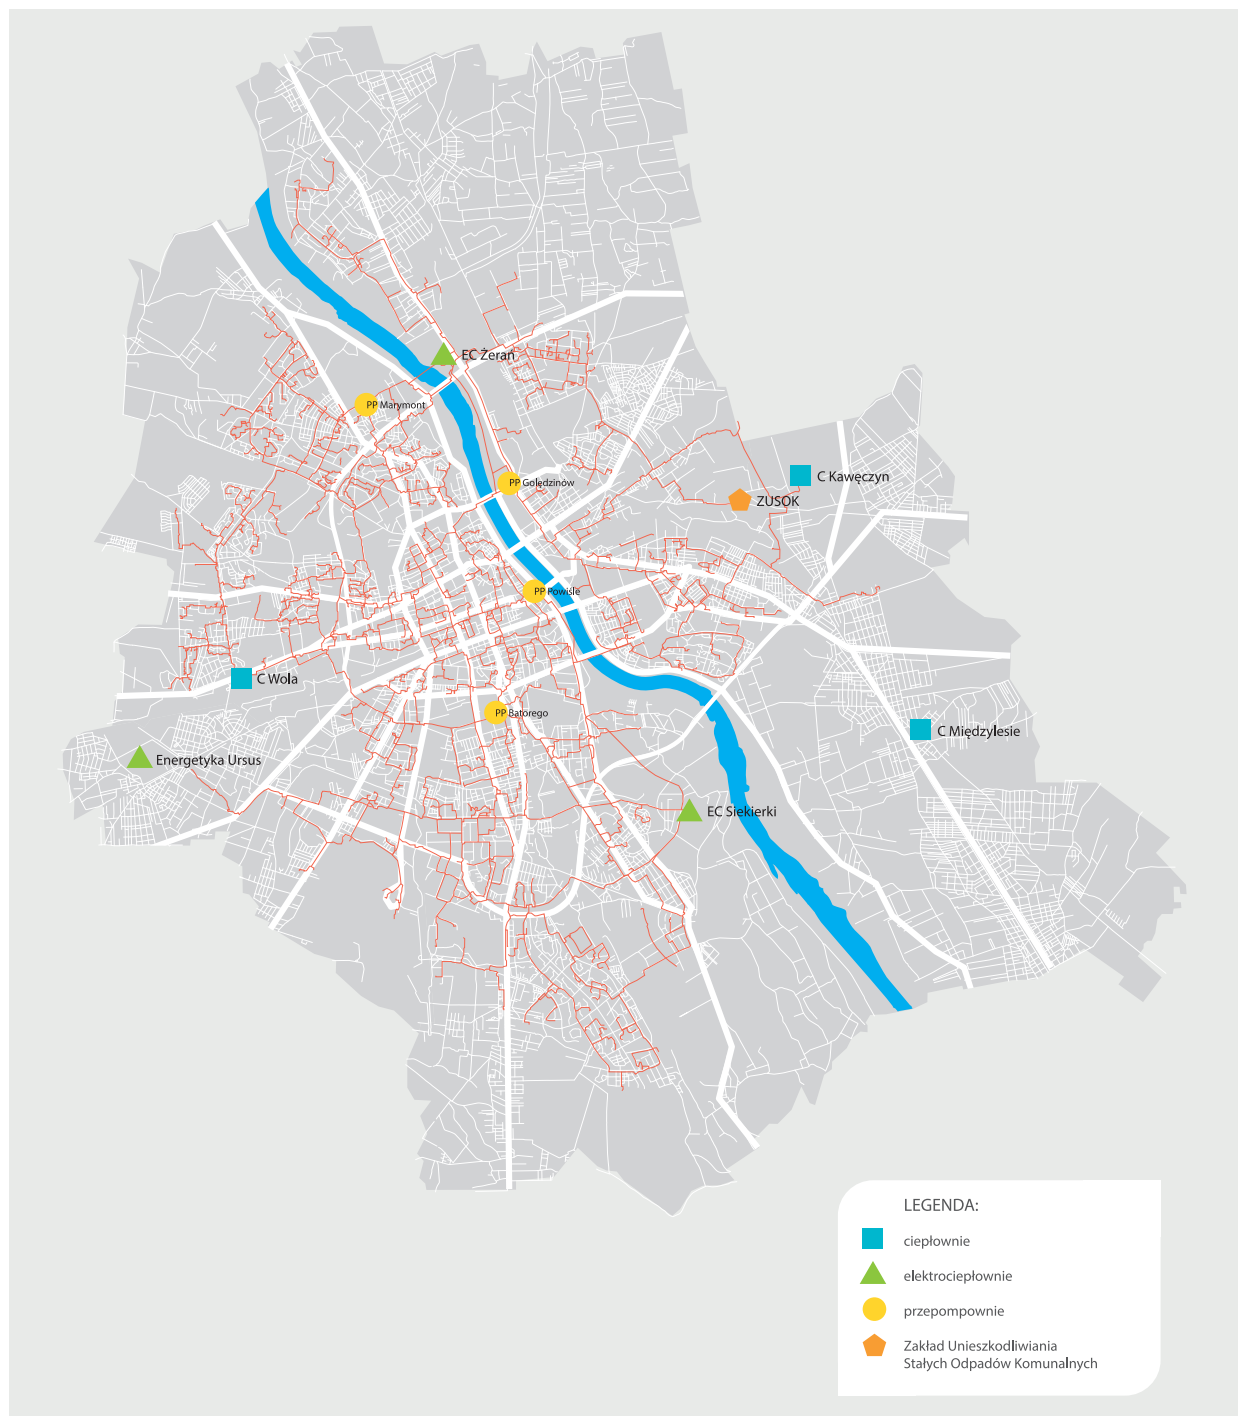 EC Żerań
PP Marymont
PP Golędzinów
C Kawęczyn
ZUSOK
PP Powiśle
C Wola
PP Batorego
C Międzylesie
Energetyka Ursus
EC Siekierki
LEGENDA:
ciepłownie
elektrociepłownie
przepompownie
Zakład Unieszkodliwiania
Stałych Odpadów Komunalnych